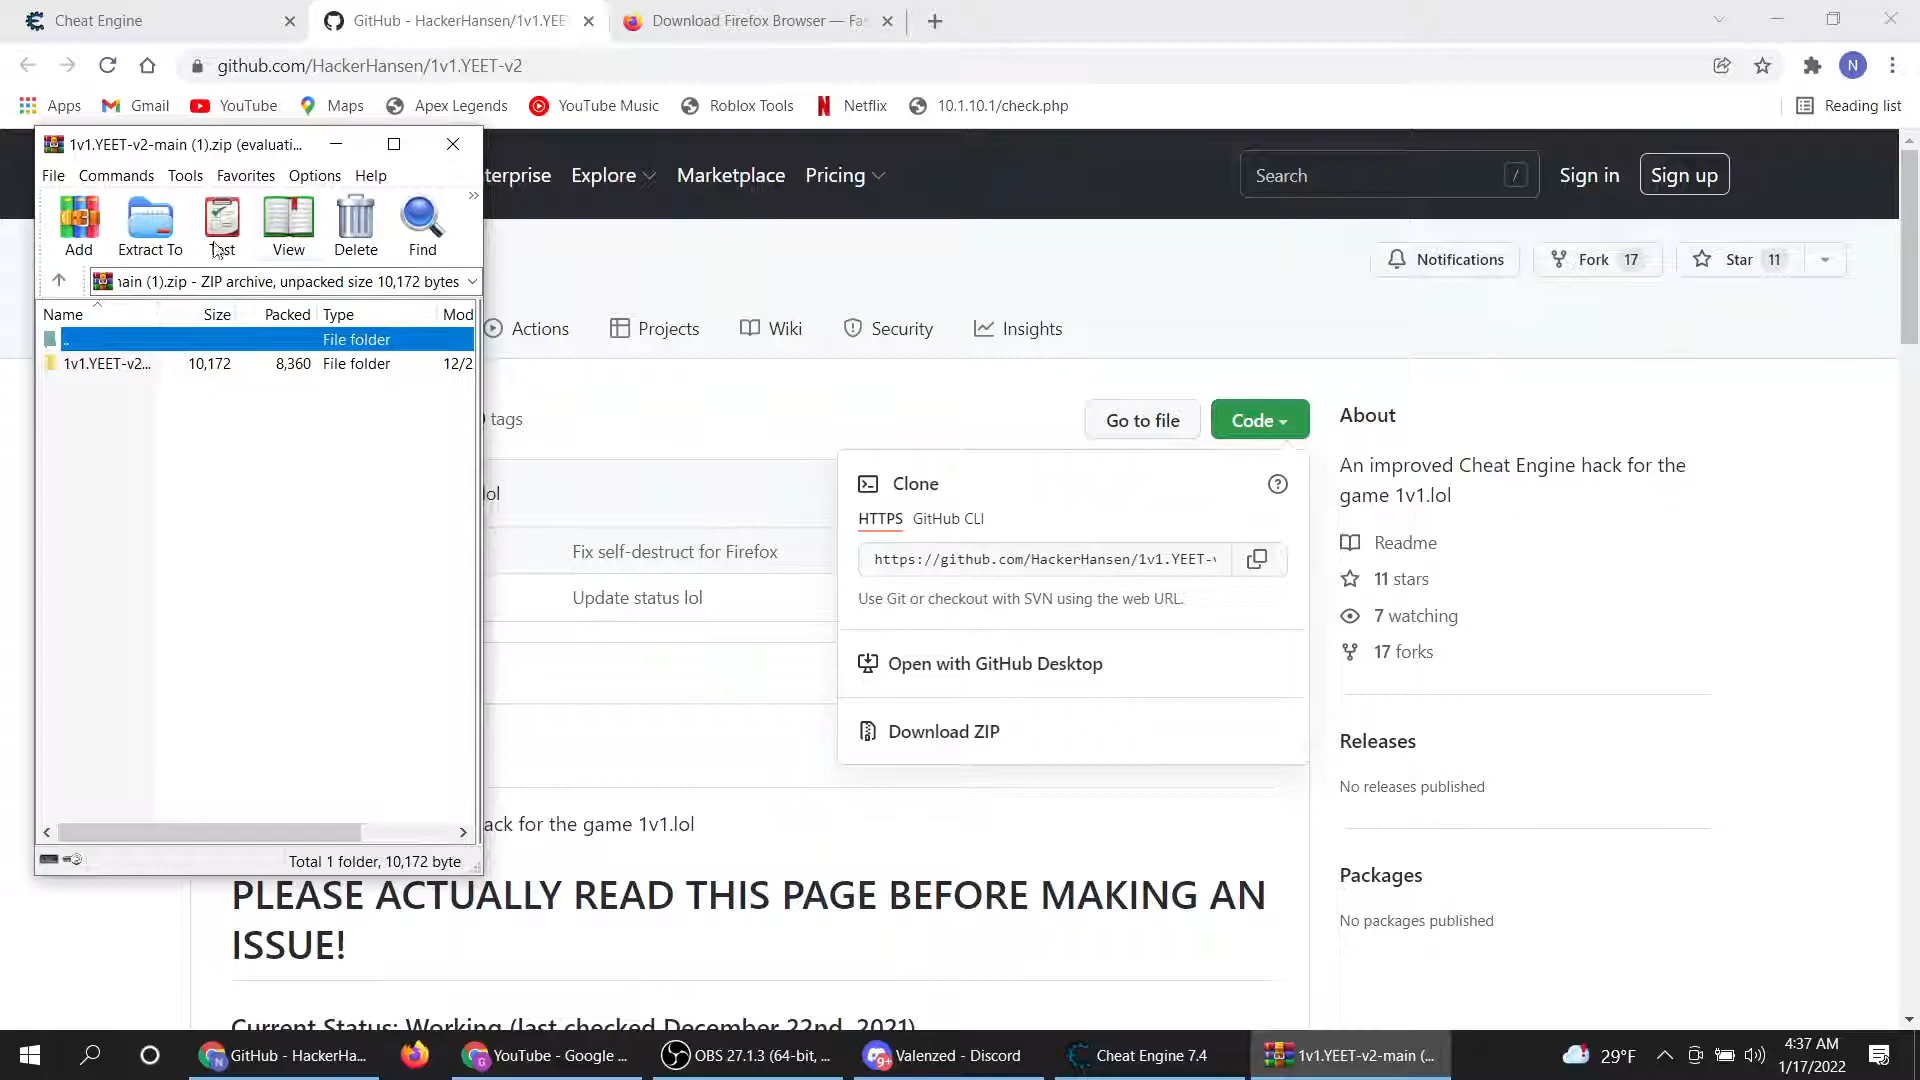 Cheat Engine
GitHub - HackerHansen/1v1.YEE
Download Firefox Browser — Fa
github.com/HackerHansen/1v1.YEET-v2
N
Apps
Gmail
YouTube
Maps
Apex Legends
YouTube Music
Roblox Tools
Netflix
10.1.10.1/check.php
Reading list
1v1.YEET-v2-main (1).zip (evaluati...
File Commands Tools Favorites Options Help
Add
Extract To
Test
View
Delete
Find
»
ain (1).zip - ZIP archive, unpacked size 10,172 bytes
Name Size Packed Type Mod
.. File folder
1v1.YEET-v2... 10,172 8,360 File folder 12/2
Total 1 folder, 10,172 byte
terprise Explore Marketplace Pricing
Search /
Sign in
Sign up
Notifications
Fork 17
Star 11
Actions
Projects
Wiki
Security
Insights
tags
Go to file
Code
lol
Fix self-destruct for Firefox
Update status lol
Clone
HTTPS GitHub CLI
https://github.com/HackerHansen/1v1.YEET-
Use Git or checkout with SVN using the web URL.
Open with GitHub Desktop
Download ZIP
About
An improved Cheat Engine hack for the
game 1v1.lol
Readme
11 stars
7 watching
17 forks
Releases
No releases published
Packages
No packages published
ack for the game 1v1.lol
PLEASE ACTUALLY READ THIS PAGE BEFORE MAKING AN
ISSUE!
Current Status: Working (last checked December 22nd, 2021)
GitHub - HackerHa...
YouTube - Google ...
OBS 27.1.3 (64-bit, ...
Valenzed - Discord
Cheat Engine 7.4
1v1.YEET-v2-main (...
29°F
4:37 AM
1/17/2022